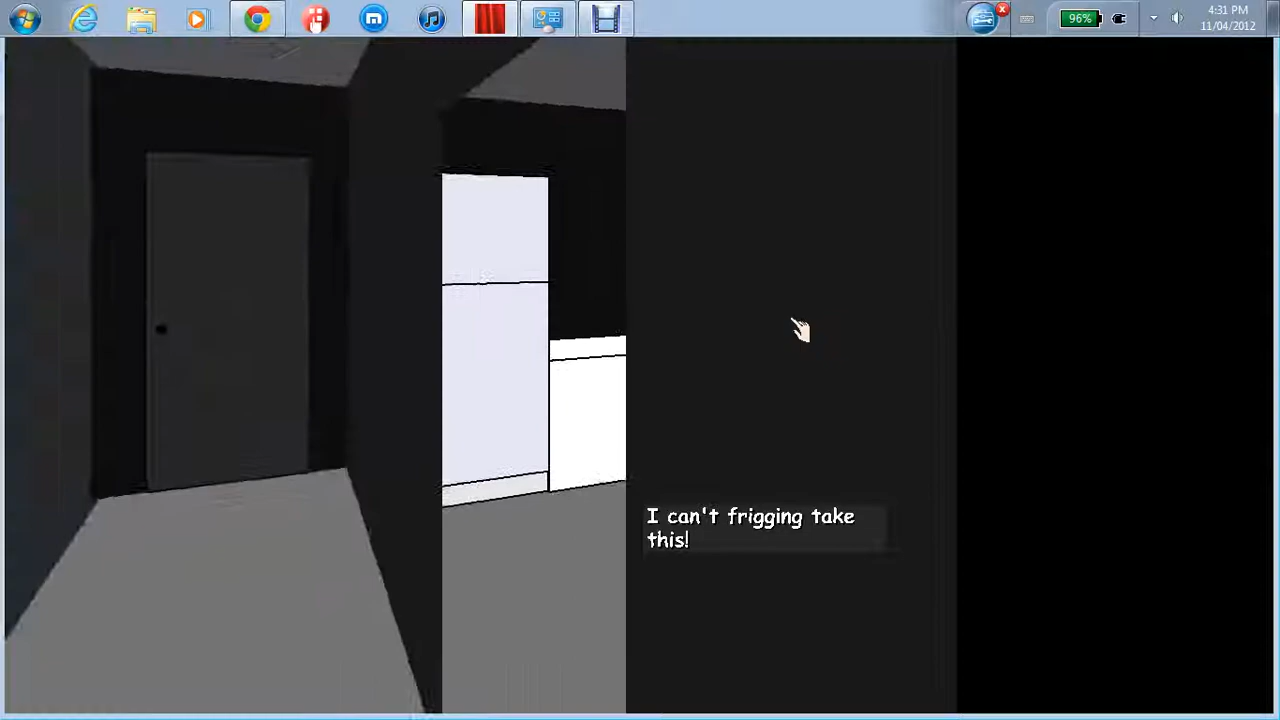 96%
4:31 PM
11/04/2012
I can't frigging take
this!